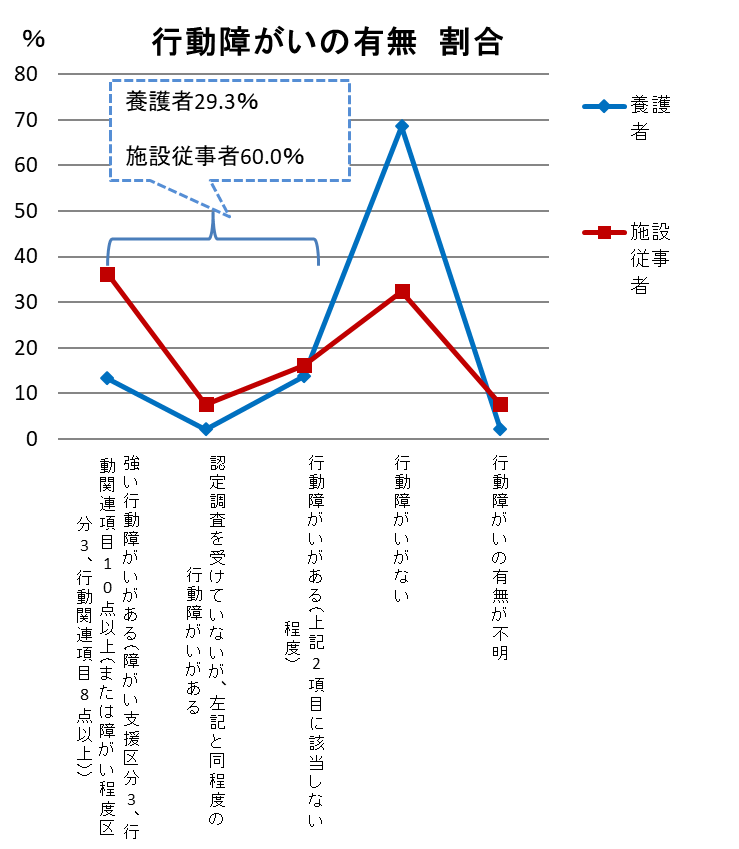 %
行動障がいの有無 割合
80
70
60
50
40
30
20
10
0
養護者29.3%
施設従事者60.0%
養護
者
施設
従事
者
強い行動障がいがある(障がい支援区分3、行
動関連項目10点以上(または障がい程度区
分3、行動関連項目8点以上))
認定調査を受けていないが、左記と同程度の
行動障がいがある
行動障がいがある(上記2項目に該当しない
程度)
行動障がいがない
行動障がいの有無が不明